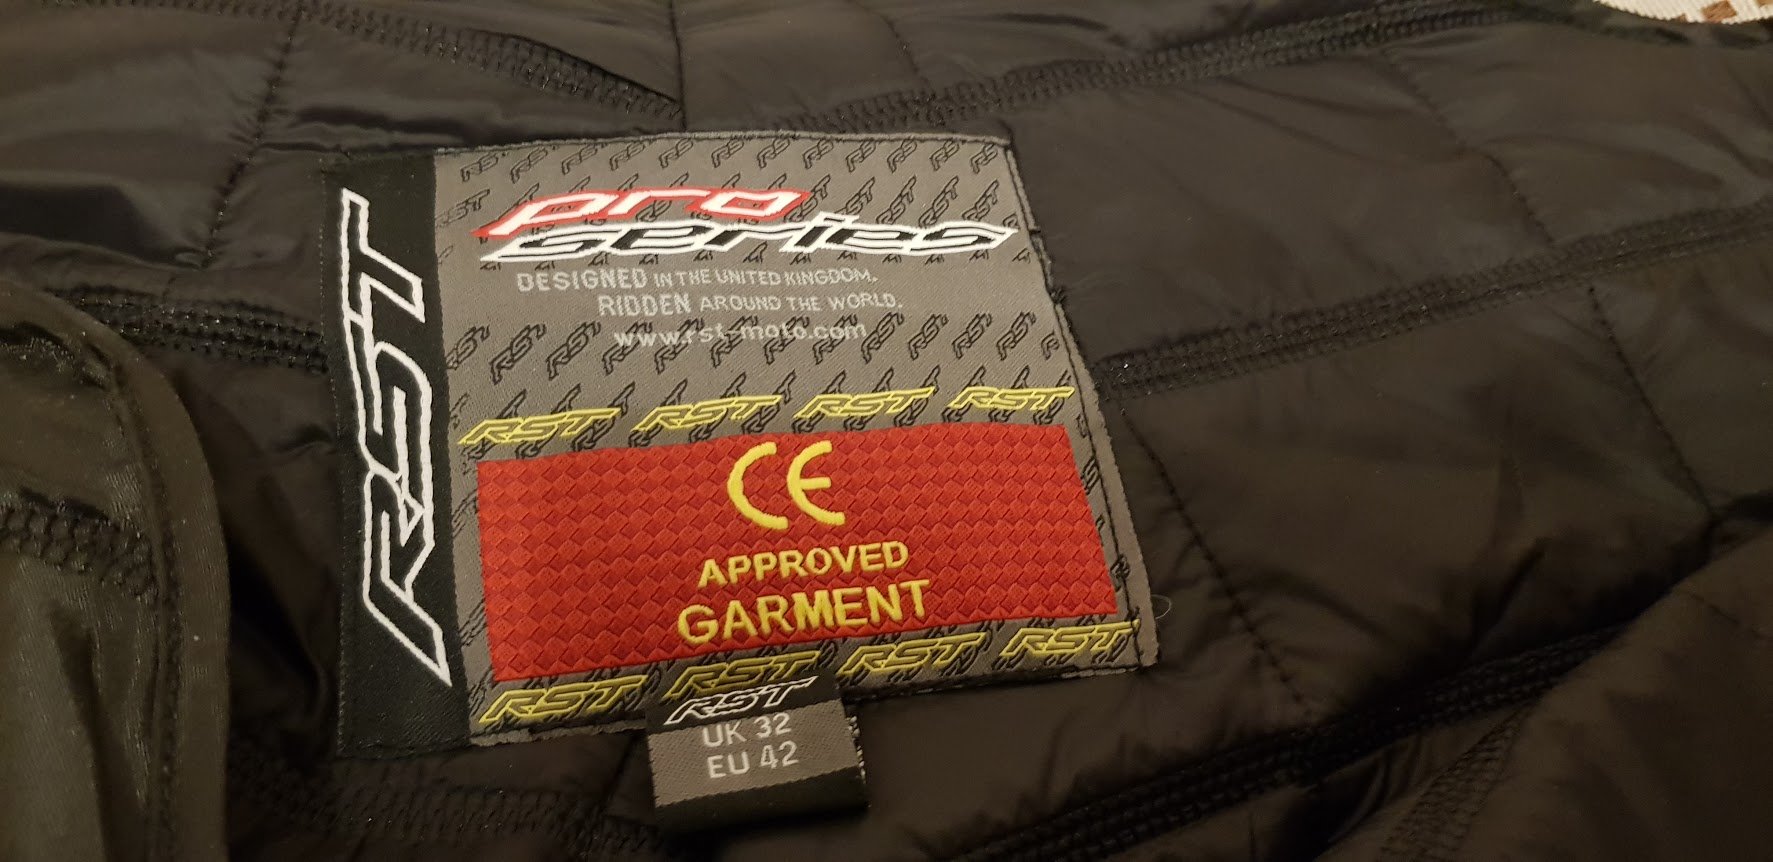 RST
pro
series
DESIGNED IN THE UNITED KINGDOM.
RIDDEN AROUND THE WORLD.
www.rst-moto.com
RST RST RST RST
CE
APPROVED
GARMENT
RST RST RST RST
RST
UK 32
EU 42